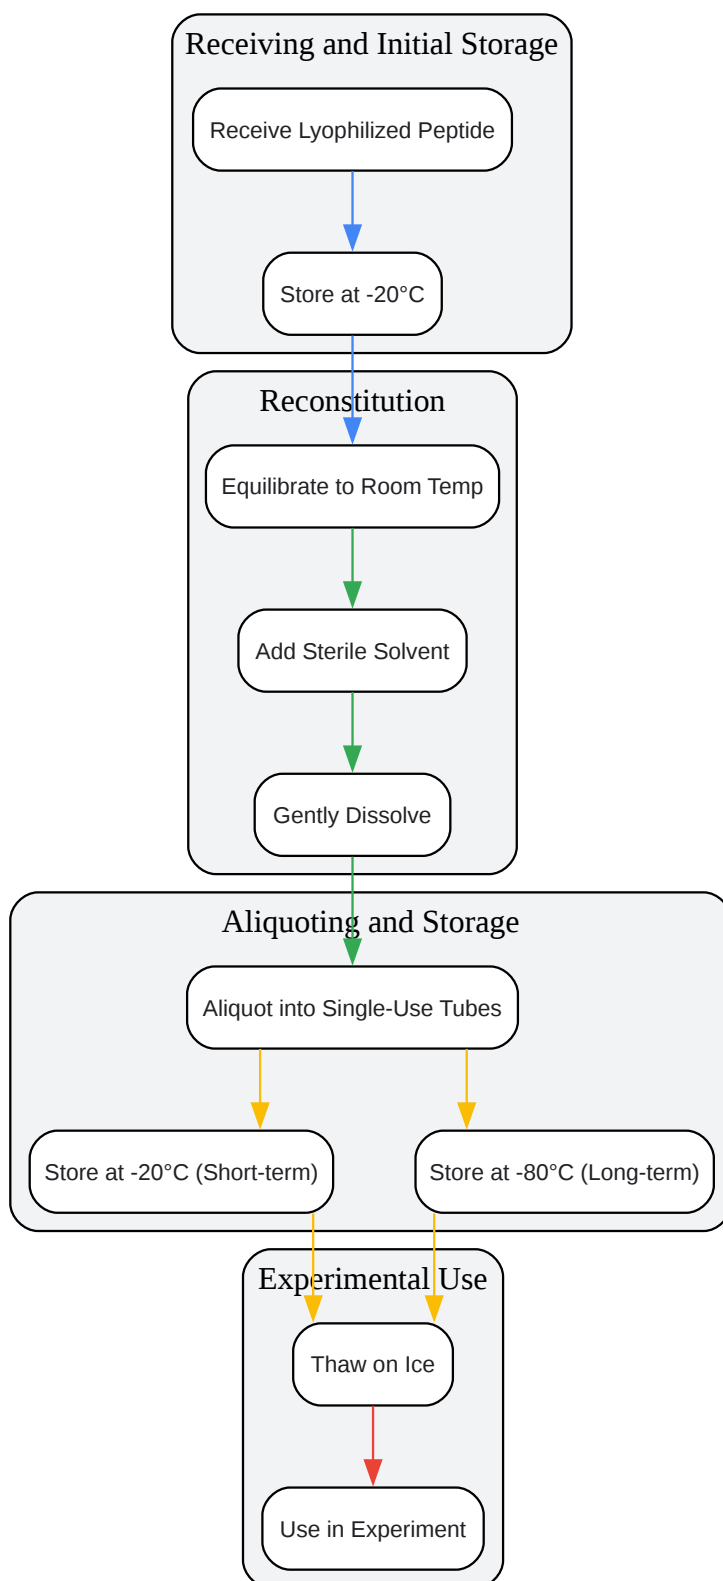 Receiving and Initial Storage
Receive Lyophilized Peptide
Store at -20°C
Reconstitution
Equilibrate to Room Temp
Add Sterile Solvent
Gently Dissolve
Aliquoting and Storage
Aliquot into Single-Use Tubes
Store at -20°C (Short-term)
Store at -80°C (Long-term)
Experimental Use
Thaw on Ice
Use in Experiment